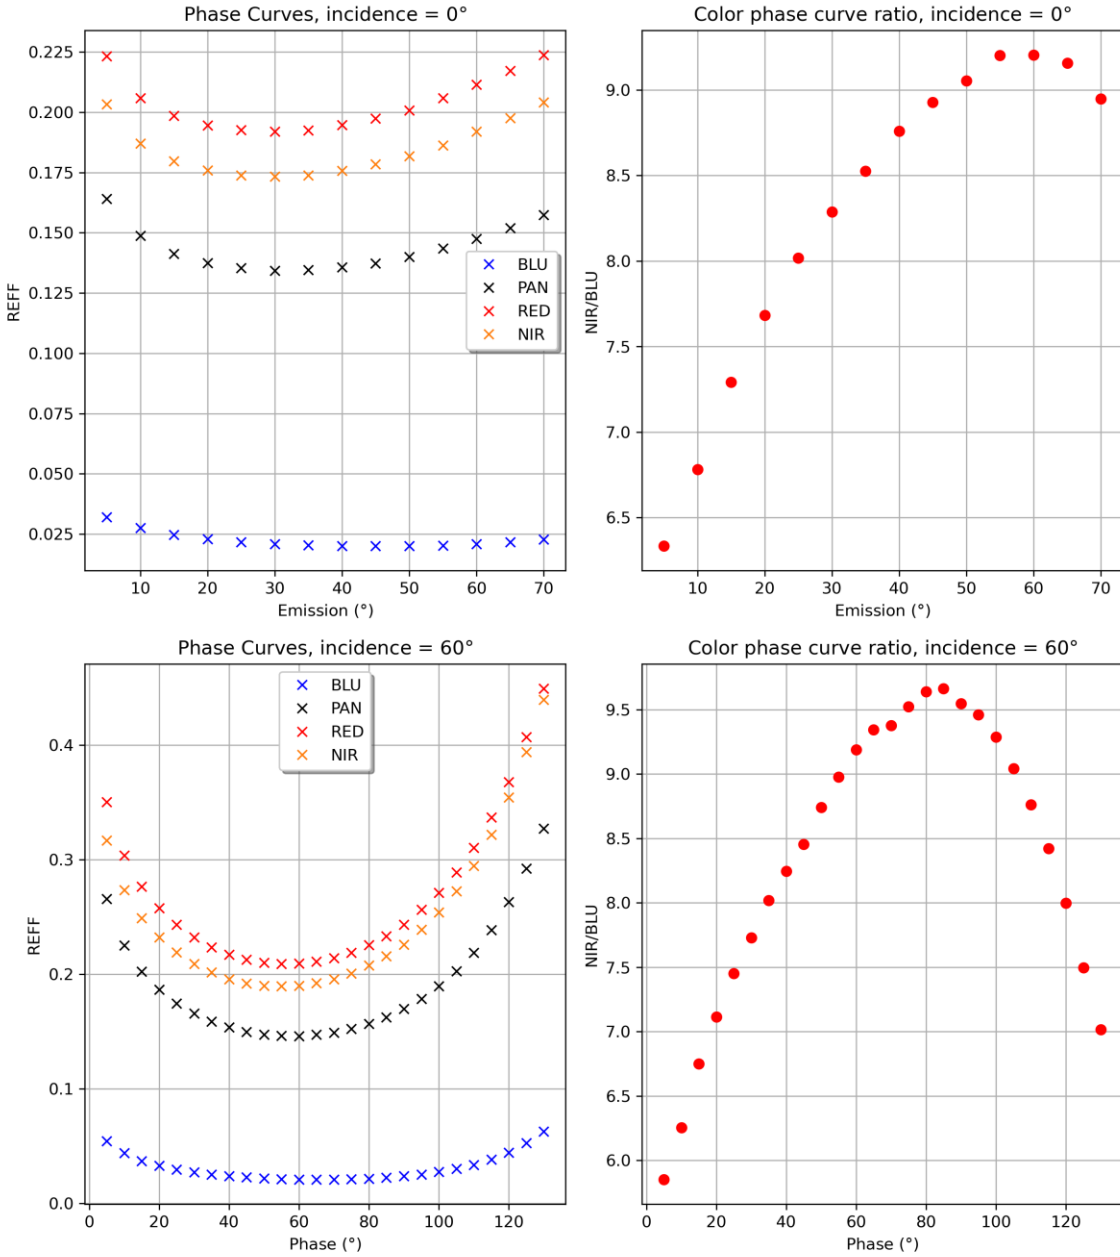 Phase Curves, incidence = 0°
0.225
0.200
0.175
0.150
0.125
0.100
0.075
0.050
0.025
REFF
BLU
PAN
RED
NIR
10 20 30 40 50 60 70
Emission (°)
Color phase curve ratio, incidence = 0°
9.0
8.5
8.0
7.5
7.0
6.5
NIR/BLU
10 20 30 40 50 60 70
Emission (°)
Phase Curves, incidence = 60°
BLU
PAN
RED
NIR
0.4
0.3
0.2
0.1
0.0
REFF
0 20 40 60 80 100 120
Phase (°)
Color phase curve ratio, incidence = 60°
9.5
9.0
8.5
8.0
7.5
7.0
6.5
6.0
NIR/BLU
0 20 40 60 80 100 120
Phase (°)